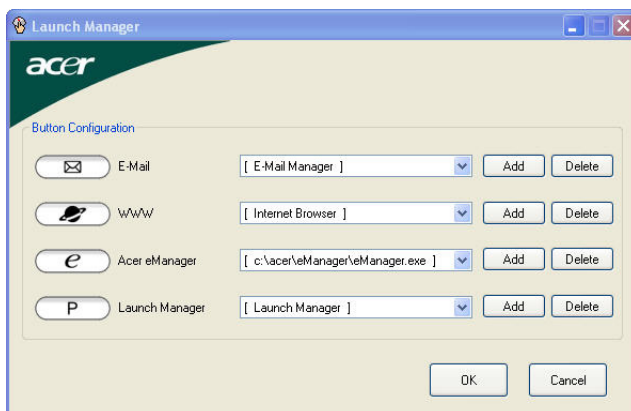 Launch Manager
acer
Button Configuration
E-Mail [ E-Mail Manager ] Add Delete
WWW [ Internet Browser ] Add Delete
e Acer eManager [ c:\acer\eManager\eManager.exe ] Add Delete
P Launch Manager [ Launch Manager ] Add Delete
OK Cancel